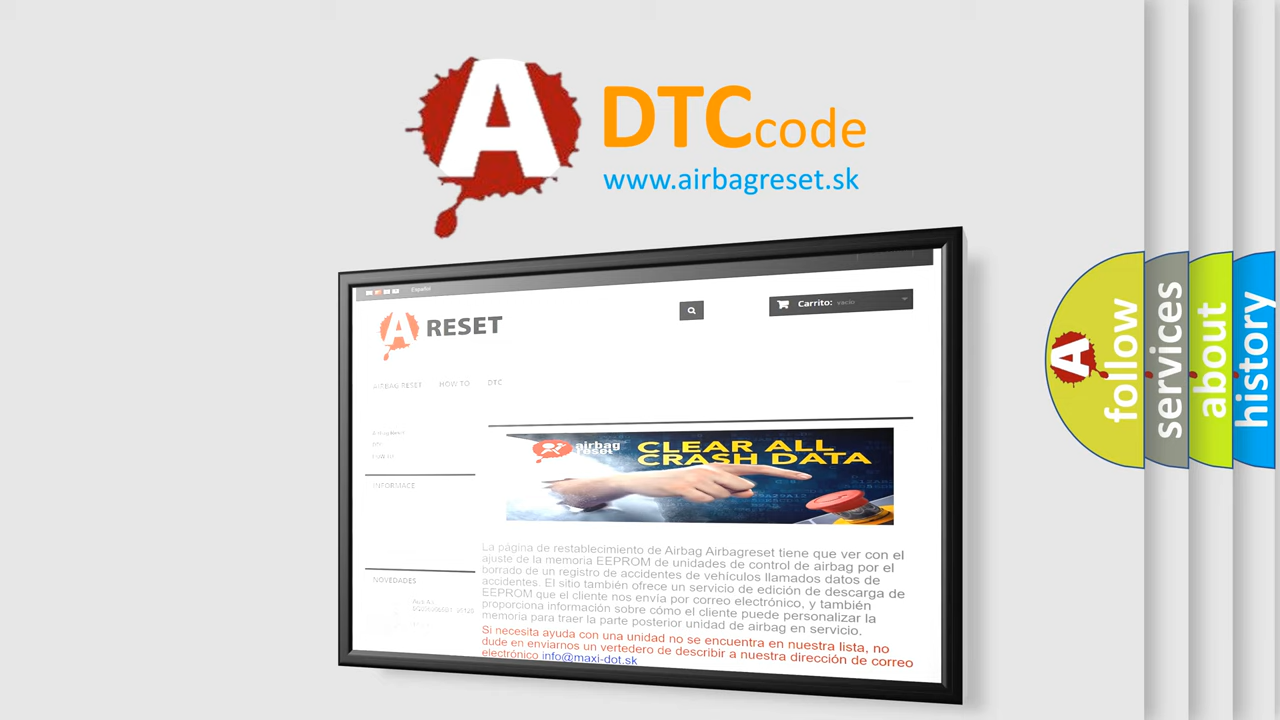 A DTCcode
www.airbagreset.sk
Español
A RESET
Carrito: vacío
AIRBAG RESET HOW TO DTC
INFORMACE
airbag
reset
CLEAR ALL
CRASH DATA
La página de restablecimiento de Airbag Airbagreset tiene que ver con el
ajuste de la memoria EEPROM de unidades de control de airbag por el
borrado de un registro de accidentes de vehículos llamados datos de
accidentes. El sitio también ofrece un servicio de edición de descarga de
EEPROM que el cliente nos envía por correo electrónico, y también
proporciona información sobre cómo el cliente puede personalizar la
memoria para traer la parte posterior unidad de airbag en servicio.
Si necesita ayuda con una unidad no se encuentra en nuestra lista, no
dude en enviarnos un vertedero de describir a nuestra dirección de correo
electrónico info@maxi-dot.sk
NOVEDADES
A follow
services
about
history